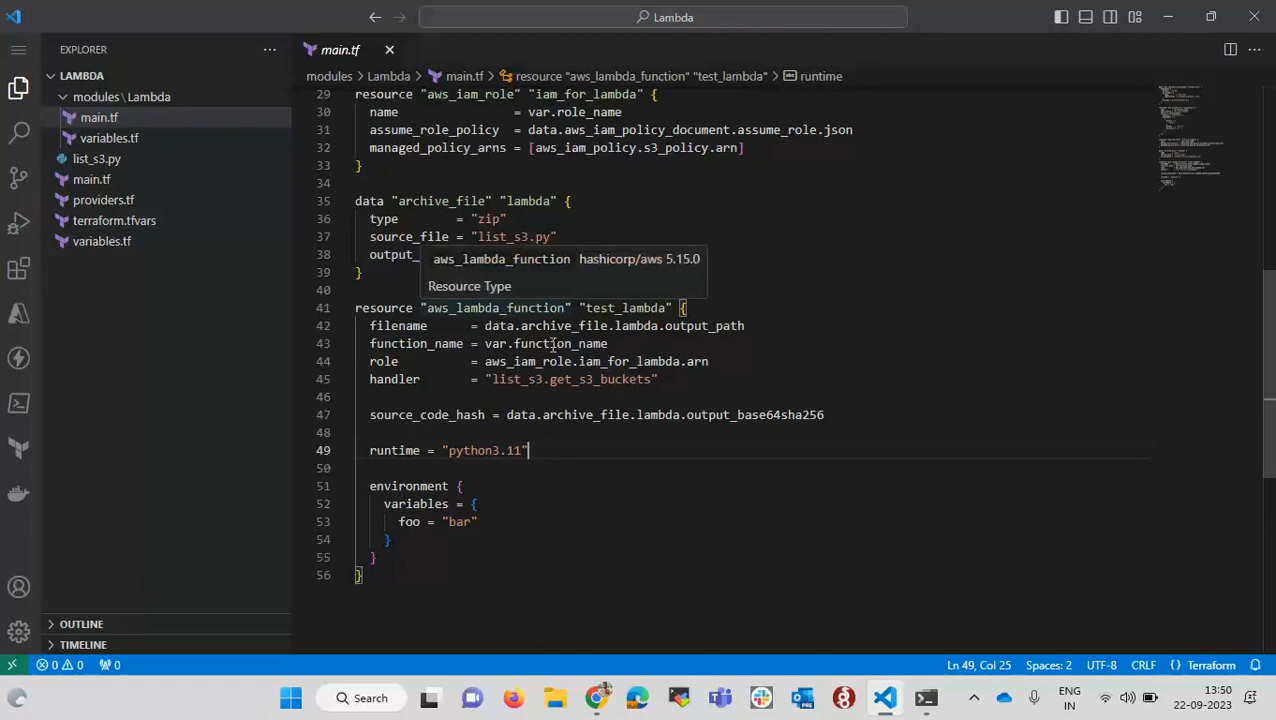 Lambda
EXPLORER
main.tf
LAMBDA
modules > Lambda > main.tf > resource "aws_lambda_function" "test_lambda" > runtime
modules\Lambda
main.tf
variables.tf
list_s3.py
main.tf
providers.tf
terraform.tfvars
variables.tf
29 resource "aws_iam_role" "iam_for_lambda" {
30 name = var.role_name
31 assume_role_policy = data.aws_iam_policy_document.assume_role.json
32 managed_policy_arns = [aws_iam_policy.s3_policy.arn]
33 }
34
35 data "archive_file" "lambda" {
36 type = "zip"
37 source_file = "list_s3.py"
38 output_
aws_lambda_function hashicorp/aws 5.15.0
39 }
Resource Type
40
41 resource "aws_lambda_function" "test_lambda" {
42 filename = data.archive_file.lambda.output_path
43 function_name = var.function_name
44 role = aws_iam_role.iam_for_lambda.arn
45 handler = "list_s3.get_s3_buckets"
46
47 source_code_hash = data.archive_file.lambda.output_base64sha256
48
49 runtime = "python3.11"
50
51 environment {
52 variables = {
53 foo = "bar"
54 }
55 }
56 }
OUTLINE
TIMELINE
0 0 0
Ln 49, Col 25 Spaces: 2 UTF-8 CRLF {} Terraform
Search
PRE
ENG
IN
13:50
22-09-2023